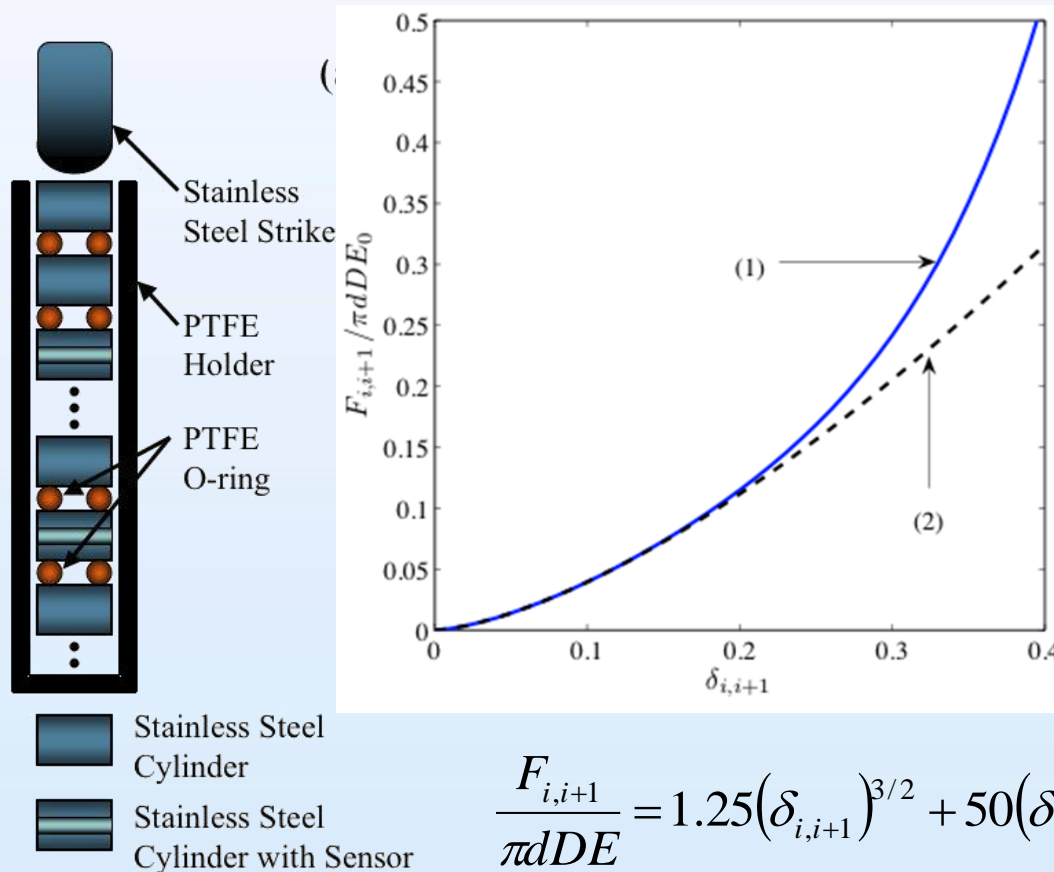 Stainless
Steel Strike
PTFE
Holder
PTFE
O-ring
Stainless Steel
Cylinder
Stainless Steel
Cylinder with Sensor
0.5
0.45
0.4
0.35
0.3
0.25
0.2
0.15
0.1
0.05
0
F_{i,i+1}/πdDE_0
(1)
(2)
0 0.1 0.2 0.3 0.4
δ_{i,i+1}
F_{i,i+1}/πdDE = 1.25(δ_{i,i+1})^{3/2} + 50(δ